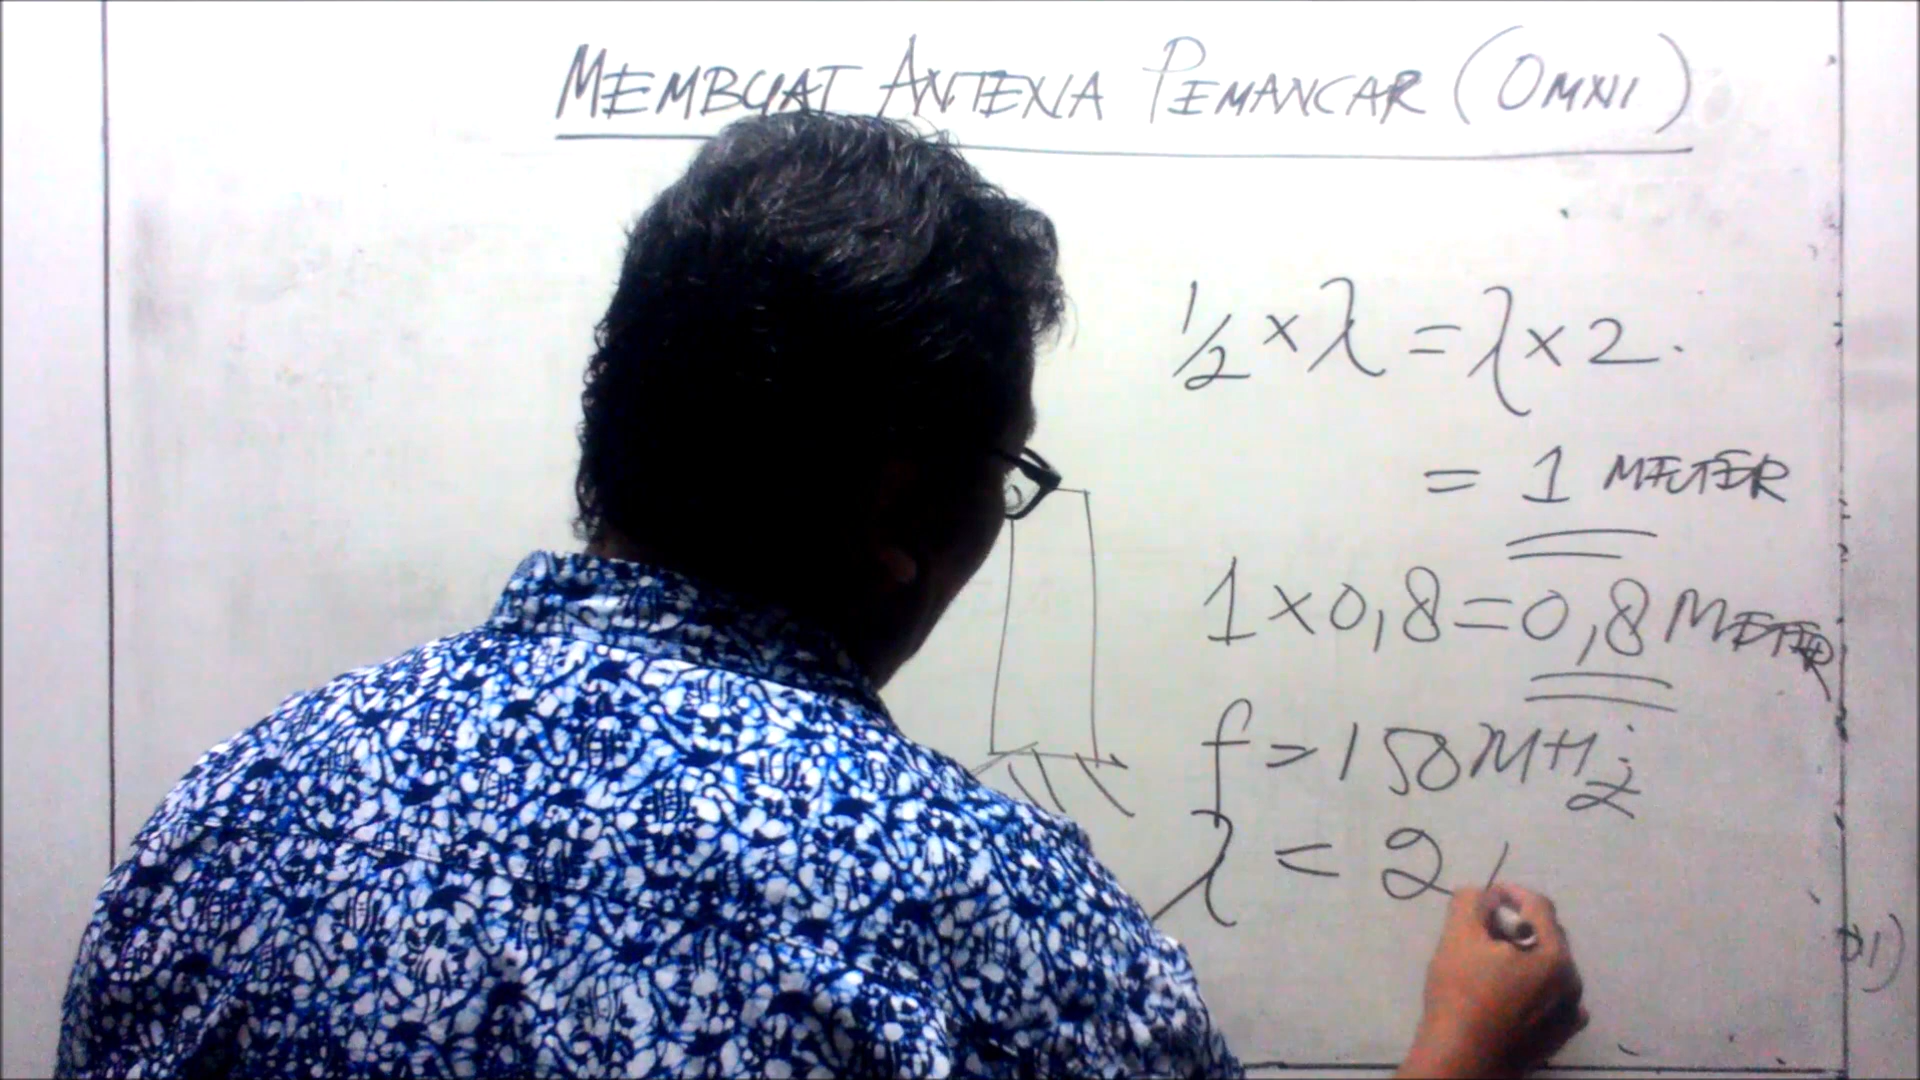 MEMBUAT ANTENA PEMANCAR (OMNI)
½ × λ = λ × 2.
= 1 METER
1 × 0,8 = 0,8 METER
f = 150 MHz
λ = 2